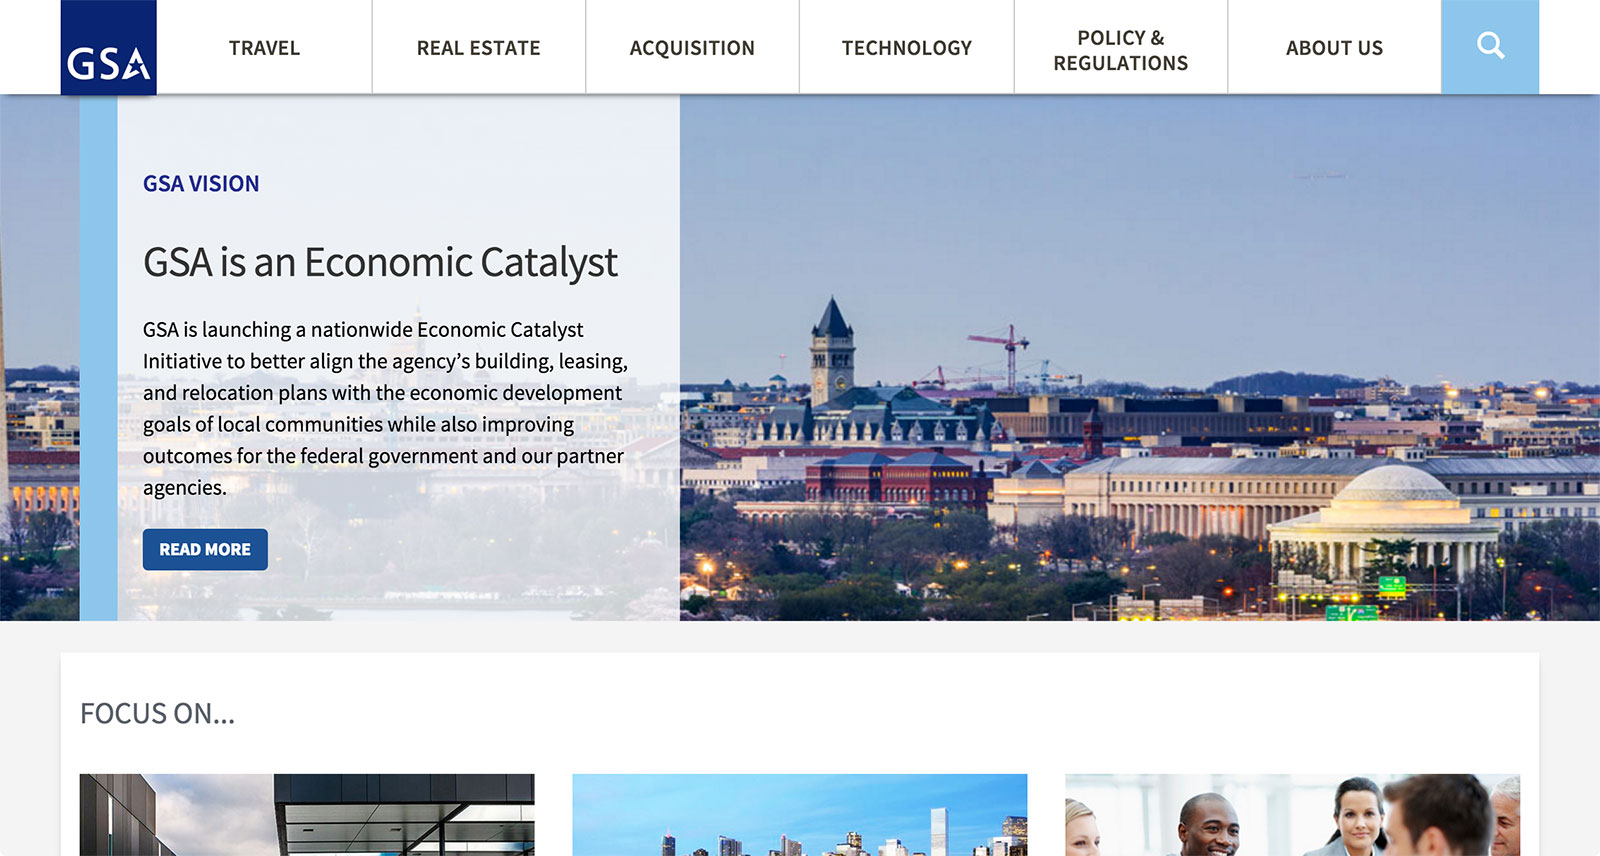 GSA
TRAVEL
REAL ESTATE
ACQUISITION
TECHNOLOGY
POLICY &
REGULATIONS
ABOUT US
GSA VISION
GSA is an Economic Catalyst
GSA is launching a nationwide Economic Catalyst
Initiative to better align the agency’s building, leasing,
and relocation plans with the economic development
goals of local communities while also improving
outcomes for the federal government and our partner
agencies.
READ MORE
FOCUS ON...